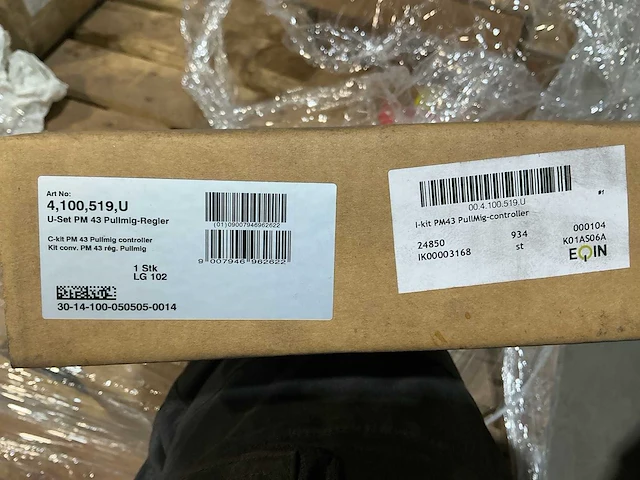 Art No:
4,100,519,U
U-Set PM 43 Pullmig-Regler
(01)09007946962622
C-kit PM 43 Pullmig controller
Kit conv. PM 43 rég. Pullmig
9 007946 962622
1 Stk
LG 102
30-14-100-050505-0014
#1
00.4.100.519.U
I-kit PM43 PullMig-controller
24850 934 000104
IK00003168 st K01AS06A
EQIN